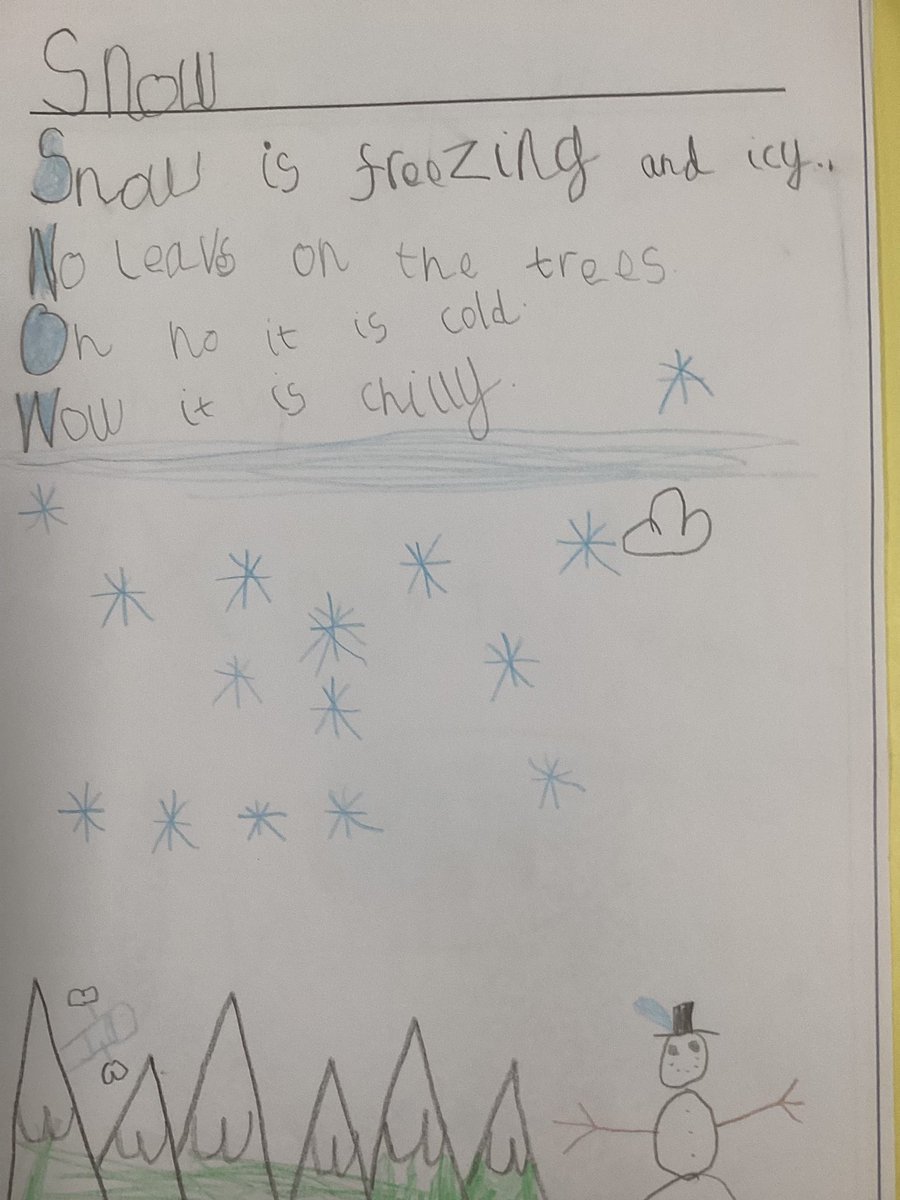 Snow
Snow is freezing and icy..
No leavs on the trees.
Oh no it is cold.
Wow it is chilly.